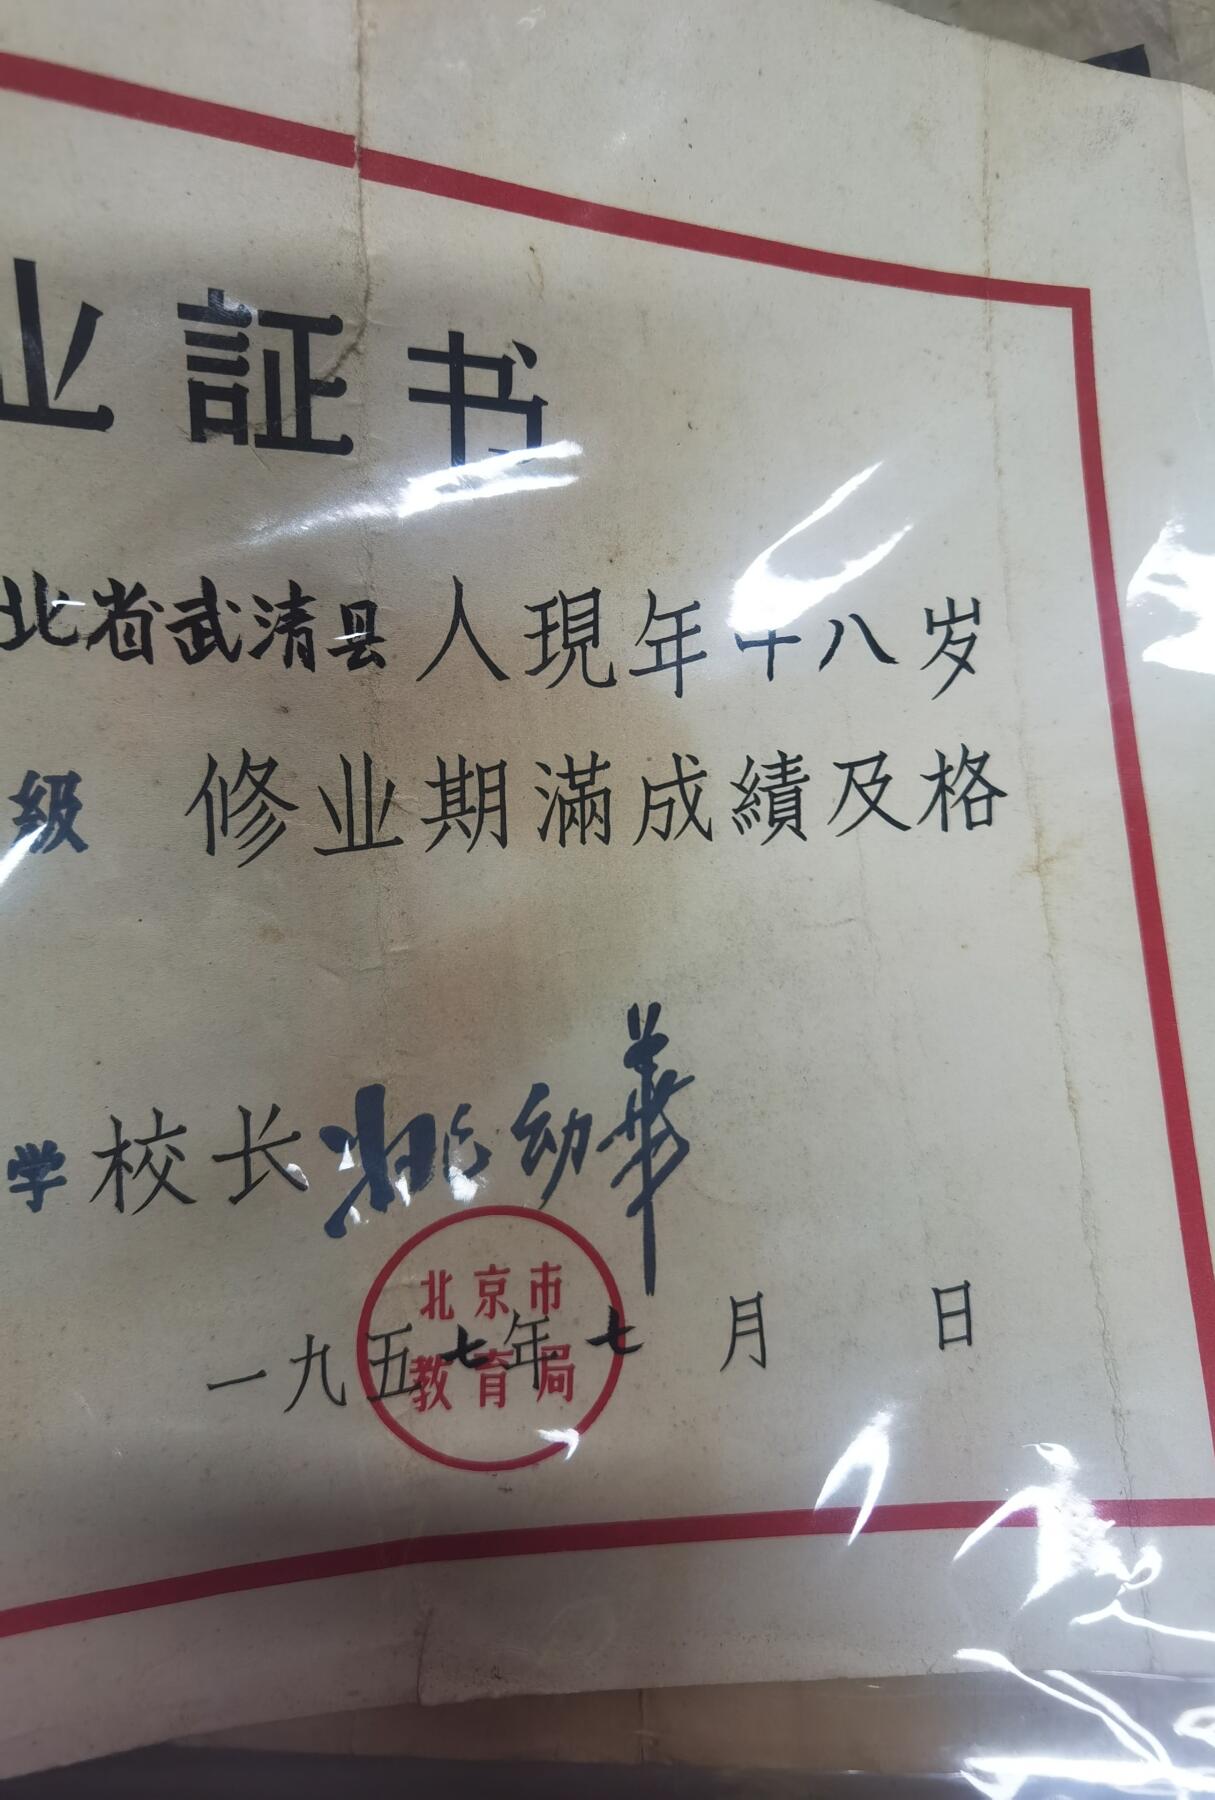 业証书
北省武清县人現年十八岁
級 修业期滿成績及格
学校长姚幼華
北京市
教育局
一九五七年七月 日